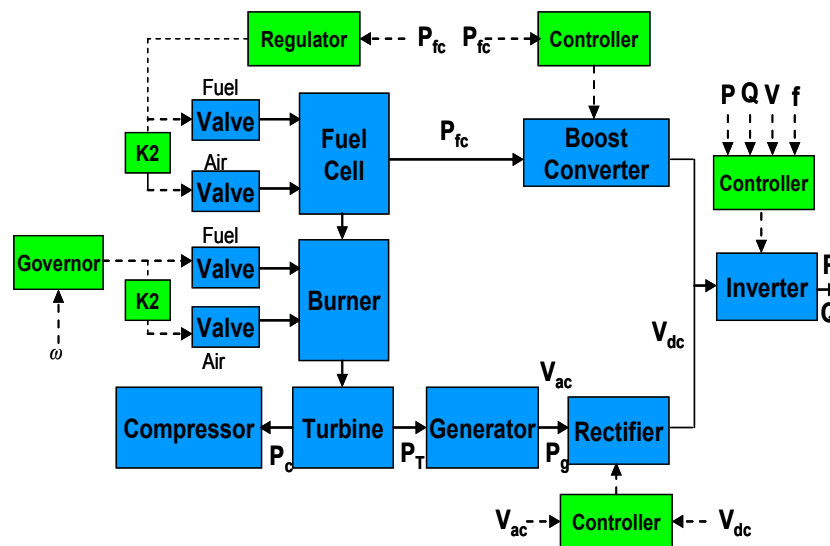 Regulator
P_fc
P_fc
Controller
Fuel
Valve
K2
Air
Valve
Fuel
Cell
P_fc
Boost
Converter
P Q V f
Controller
Governor
ω
Fuel
Valve
K2
Valve
Air
Burner
Inverter
P
Q
V_dc
V_ac
Compressor
P_c
Turbine
P_T
Generator
P_g
Rectifier
V_ac
Controller
V_dc